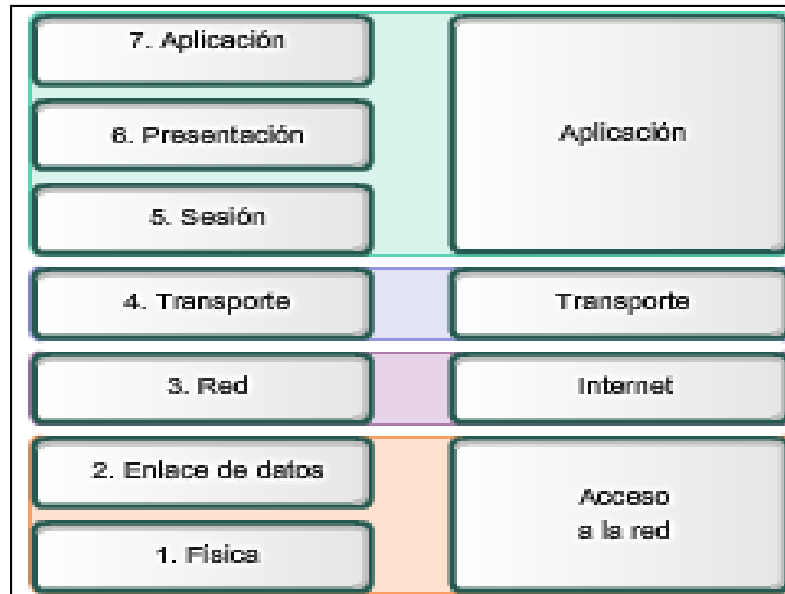 7. Aplicación
6. Presentación
5. Sesión
4. Transporte
3. Red
2. Enlace de datos
1. Física
Aplicación
Transporte
Internet
Acceso
a la red